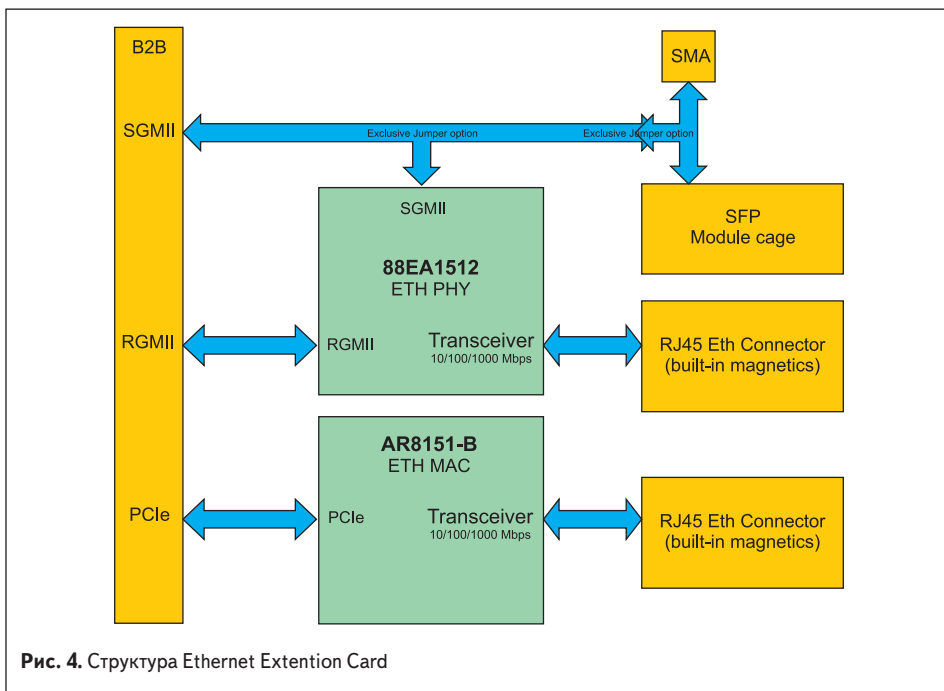 B2B
SMA
SGMII
Exclusive Jumper option
Exclusive Jumper option
SGMII
SFP
Module cage
88EA1512
ETH PHY
RGMII
RGMII
Transceiver
10/100/1000 Mbps
RJ45 Eth Connector
(built-in magnetics)
AR8151-B
ETH MAC
PCIe
PCIe
Transceiver
10/100/1000 Mbps
RJ45 Eth Connector
(built-in magnetics)
Рис. 4. Структура Ethernet Extention Card